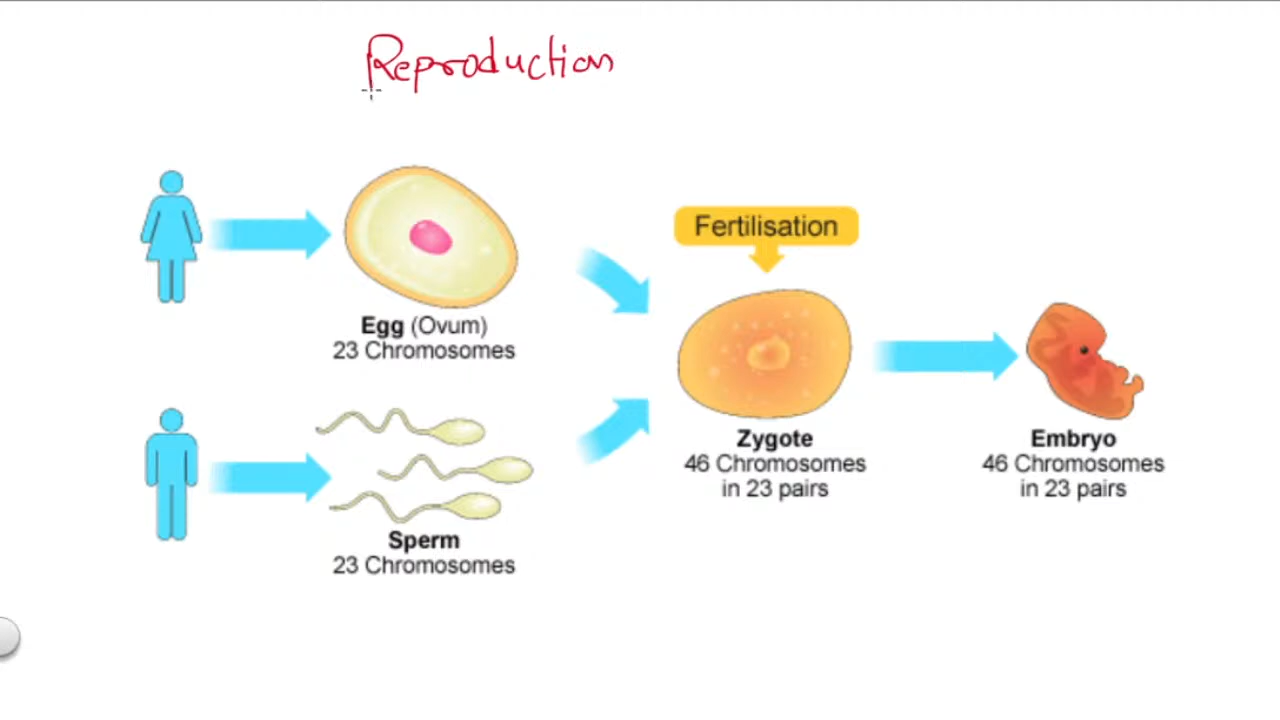 Reproduction
Egg (Ovum)
23 Chromosomes
Sperm
23 Chromosomes
Fertilisation
Zygote
46 Chromosomes
in 23 pairs
Embryo
46 Chromosomes
in 23 pairs